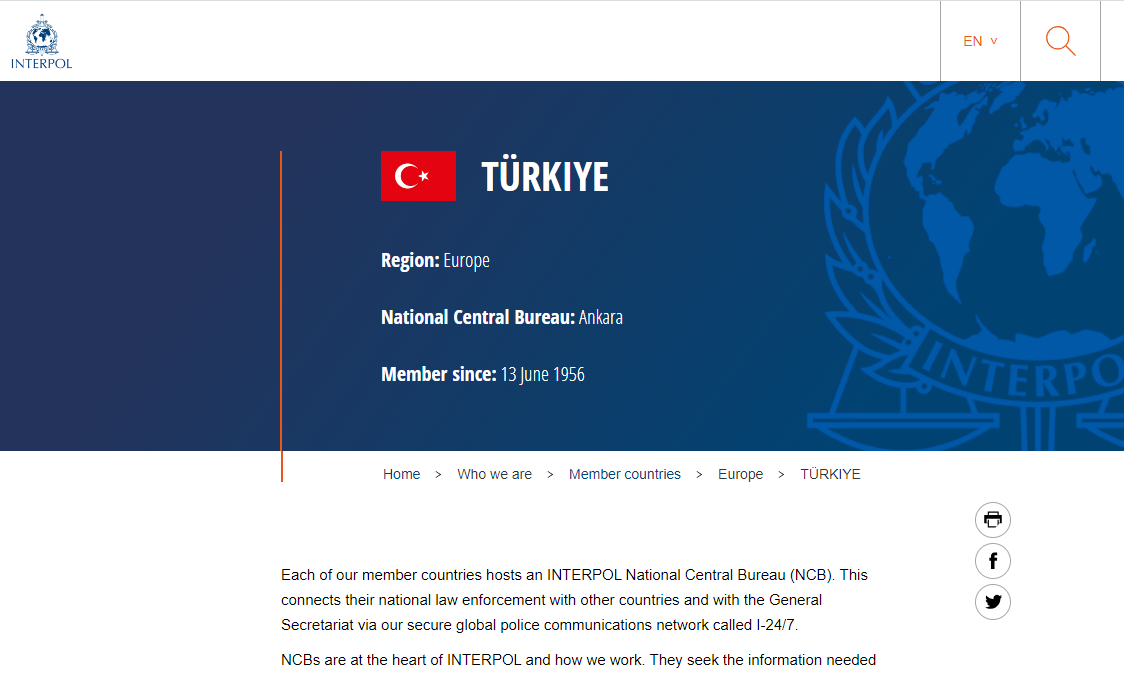 INTERPOL
EN
TÜRKIYE
Region: Europe
National Central Bureau: Ankara
Member since: 13 June 1956
INTERPO
Home > Who we are > Member countries > Europe > TÜRKIYE
Each of our member countries hosts an INTERPOL National Central Bureau (NCB). This
connects their national law enforcement with other countries and with the General
Secretariat via our secure global police communications network called I-24/7.
NCBs are at the heart of INTERPOL and how we work. They seek the information needed